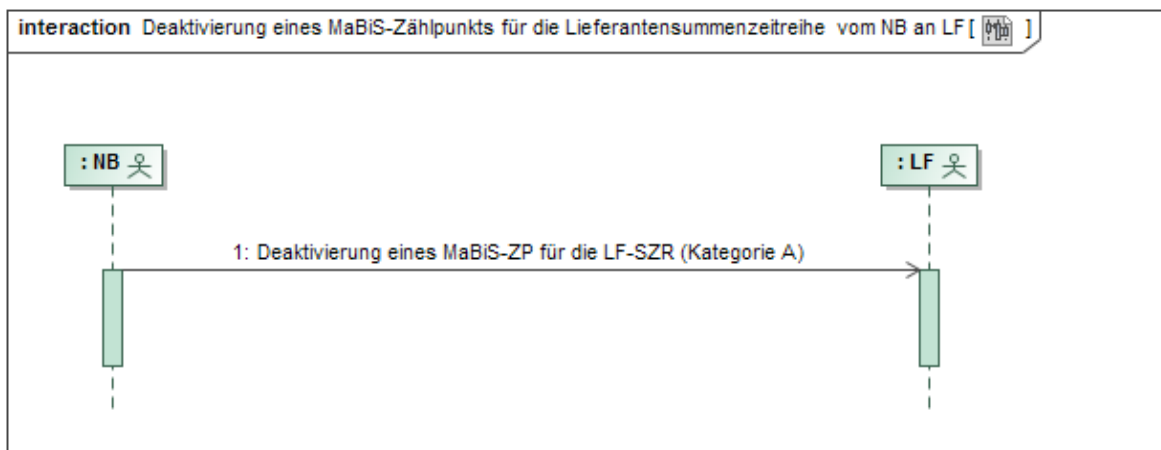 interaction Deaktivierung eines MaBiS-Zählpunkts für die Lieferantensummenzeitreihe vom NB an LF [ ]
: NB
: LF
1: Deaktivierung eines MaBiS-ZP für die LF-SZR (Kategorie A)